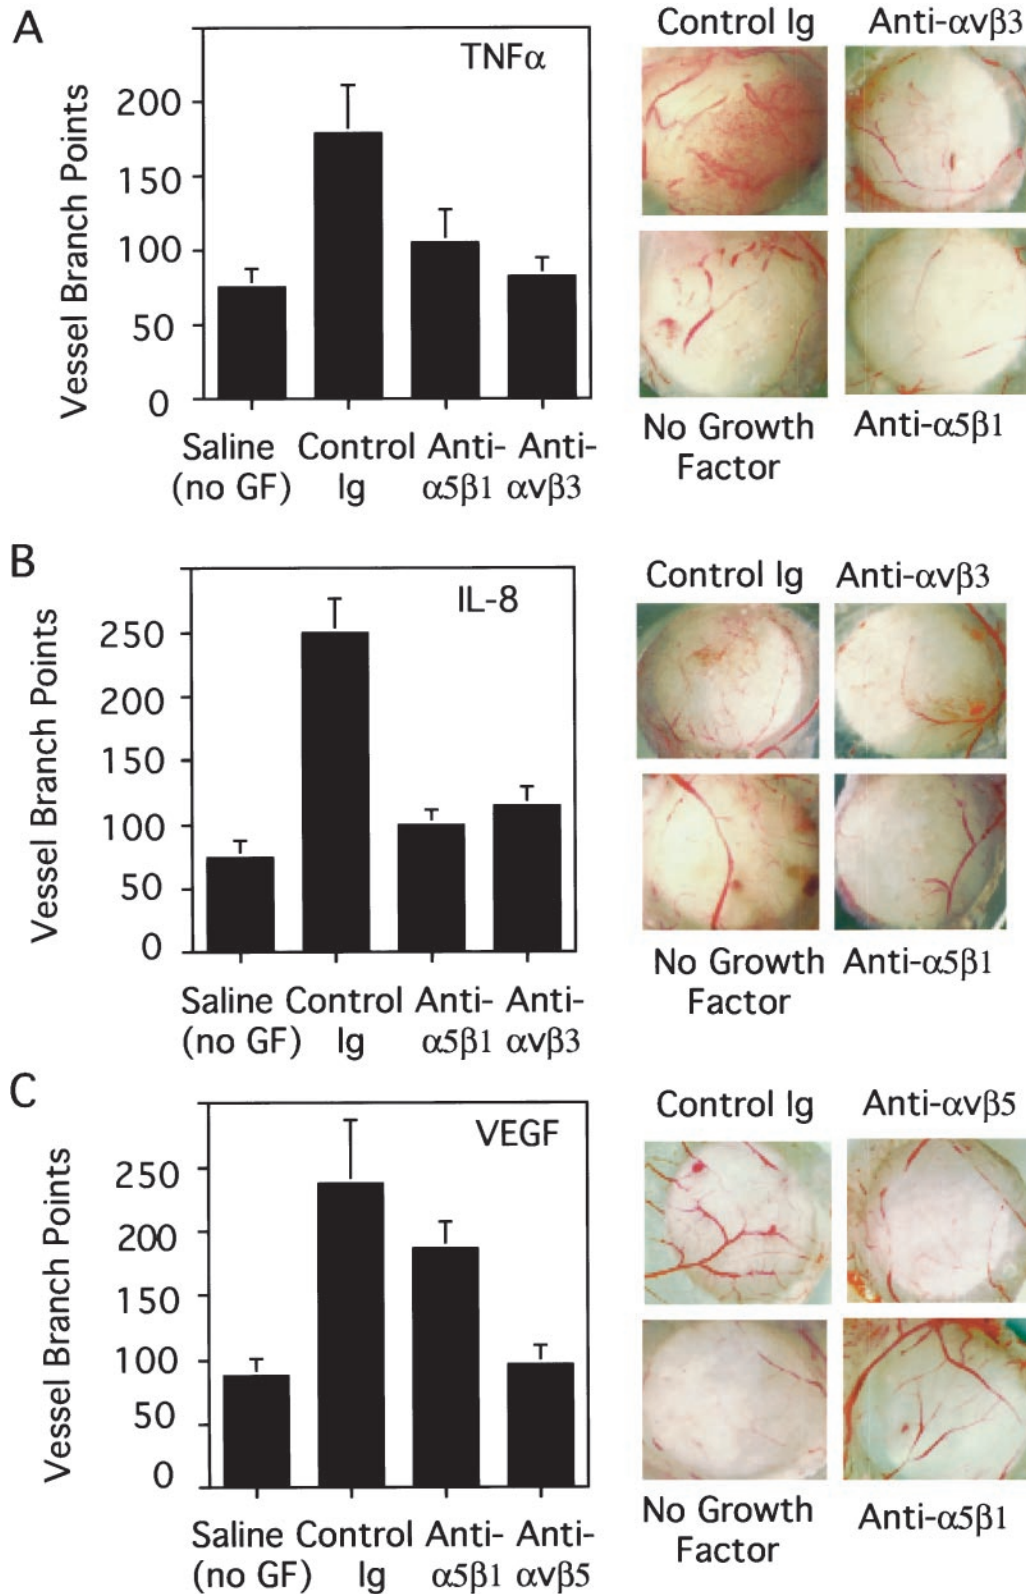 A
TNFα
Vessel Branch Points
200
150
100
50
0
Saline Control Anti- Anti-
(no GF) Ig α5β1 αvβ3
Control Ig Anti-αvβ3
No Growth Anti-α5β1
Factor
B
IL-8
Vessel Branch Points
250
200
150
100
50
0
Saline Control Anti- Anti-
(no GF) Ig α5β1 αvβ3
Control Ig Anti-αvβ3
No Growth Anti-α5β1
Factor
C
VEGF
Vessel Branch Points
250
200
150
100
50
0
Saline Control Anti- Anti-
(no GF) Ig α5β1 αvβ5
Control Ig Anti-αvβ5
No Growth Anti-α5β1
Factor